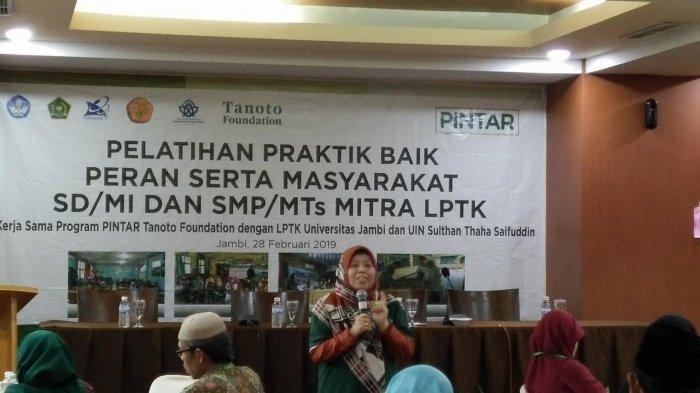 Tanoto
Foundation
PINTAR
PELATIHAN PRAKTIK BAIK
PERAN SERTA MASYARAKAT
SD/MI DAN SMP/MTs MITRA LPTK
Kerja Sama Program PINTAR Tanoto Foundation dengan LPTK Universitas Jambi dan UIN Sulthan Thaha Saifuddin
Jambi, 28 Februari 2019